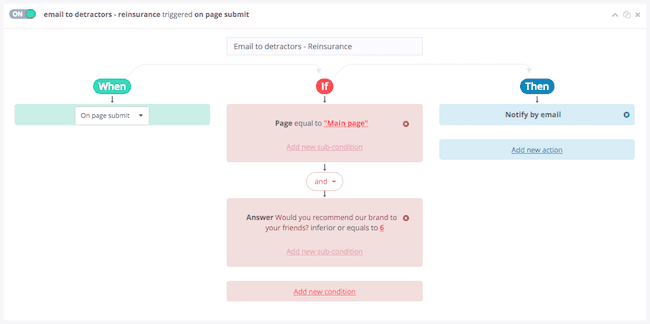 ON email to detractors - reinsurance triggered on page submit
Email to detractors - Reinsurance
When
On page submit
If
Page equal to "Main page"
Add new sub-condition
and
Answer Would you recommend our brand to
your friends? inferior or equals to 6
Add new sub-condition
Add new condition
Then
Notify by email
Add new action